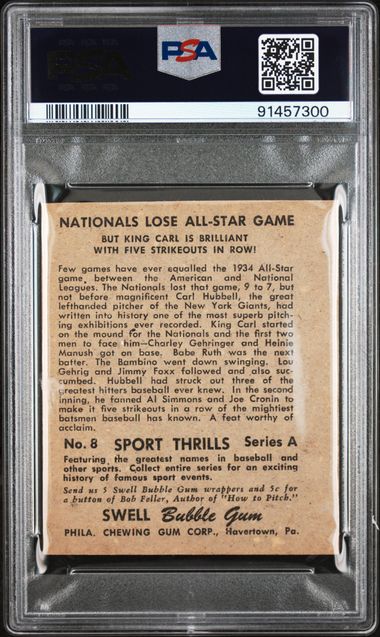 PSA
PSA
91457300
NATIONALS LOSE ALL-STAR GAME
BUT KING CARL IS BRILLIANT
WITH FIVE STRIKEOUTS IN ROW!
Few games have ever equalled the 1934 All-Star
game, between the American and National
Leagues. The Nationals lost that game, 9 to 7, but
not before magnificent Carl Hubbell, the great
lefthanded pitcher of the New York Giants, had
written into history one of the most superb pitch-
ing exhibitions ever recorded. King Carl started
on the mound for the Nationals and the first two
men to face him—Charley Gehringer and Heinie
Manush got on base. Babe Ruth was the next
batter. The Bambino went down swinging. Lou
Gehrig and Jimmy Foxx followed and also suc-
cumbed. Hubbell had struck out three of the
greatest hitters baseball ever knew. In the second
inning, he fanned Al Simmons and Joe Cronin to
make it five strikeouts in a row of the mightiest
batsmen baseball has known. A feat worthy of
acclaim.
No. 8 SPORT THRILLS Series A
Featuring the greatest names in baseball and
other sports. Collect entire series for an exciting
history of famous sport events.
Send us 5 Swell Bubble Gum wrappers and 5c for
a button of Bob Feller, Author of "How to Pitch."
SWELL Bubble Gum
PHILA. CHEWING GUM CORP., Havertown, Pa.